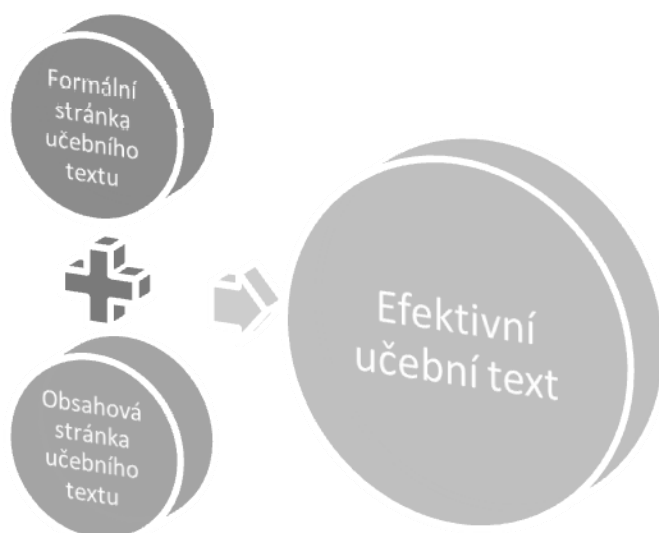 Formální
stránka
učebního
textu
Obsahová
stránka
učebního
textu
Efektivní
učební text